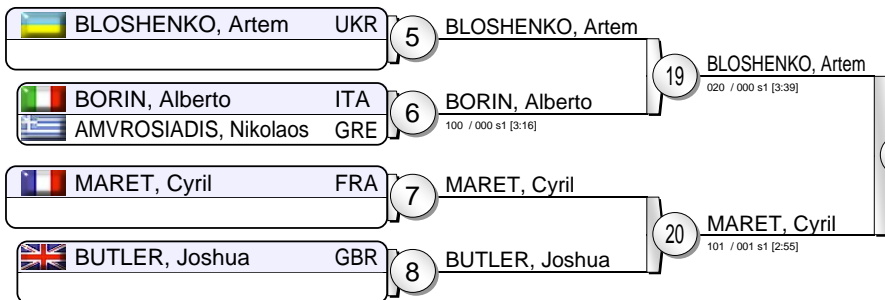 BLOSHENKO, Artem UKR
5
BLOSHENKO, Artem
19
BLOSHENKO, Artem
020 / 000 s1 [3:39]
BORIN, Alberto ITA
AMVROSIADIS, Nikolaos GRE
6
BORIN, Alberto
100 / 000 s1 [3:16]
MARET, Cyril FRA
7
MARET, Cyril
20
MARET, Cyril
101 / 001 s1 [2:55]
BUTLER, Joshua GBR
8
BUTLER, Joshua